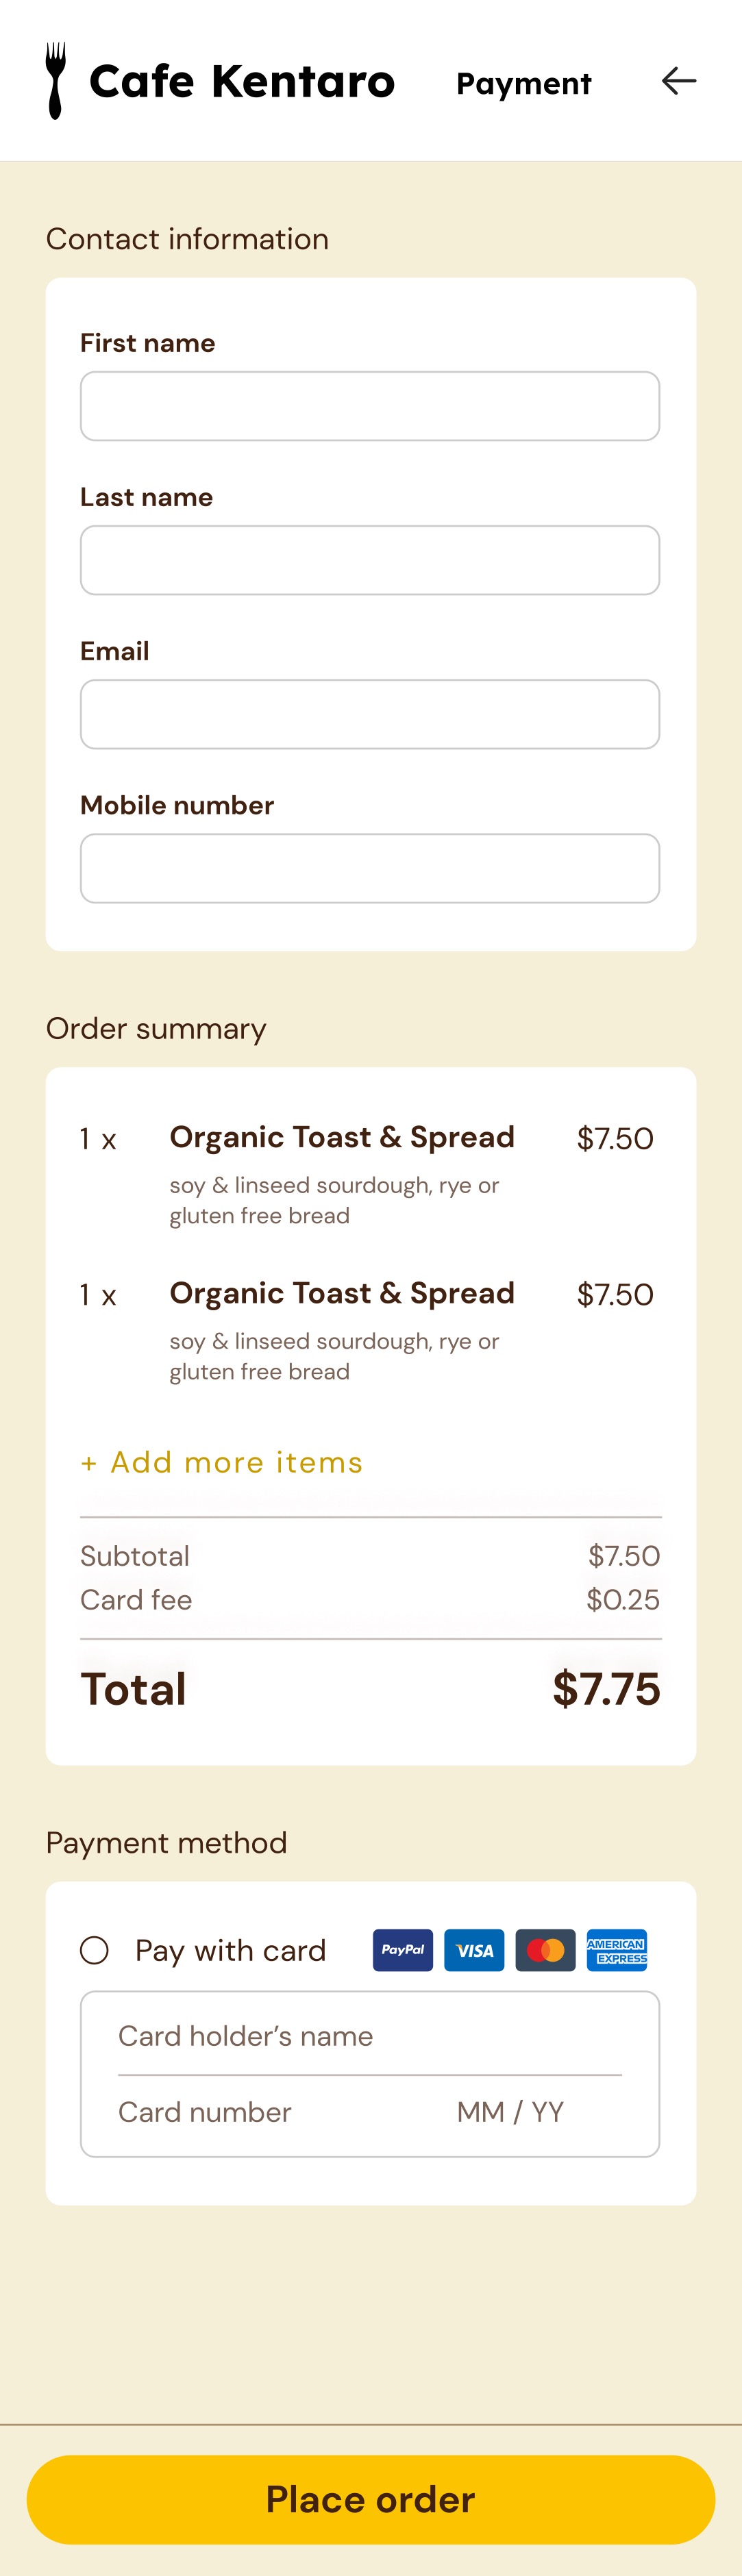 Cafe Kentaro
Payment
Contact information
First name
Last name
Email
Mobile number
Order summary
1 x Organic Toast & Spread $7.50
soy & linseed sourdough, rye or
gluten free bread
1 x Organic Toast & Spread $7.50
soy & linseed sourdough, rye or
gluten free bread
+ Add more items
Subtotal $7.50
Card fee $0.25
Total $7.75
Payment method
Pay with card PayPal VISA AMERICAN EXPRESS
Card holder’s name
Card number MM / YY
Place order